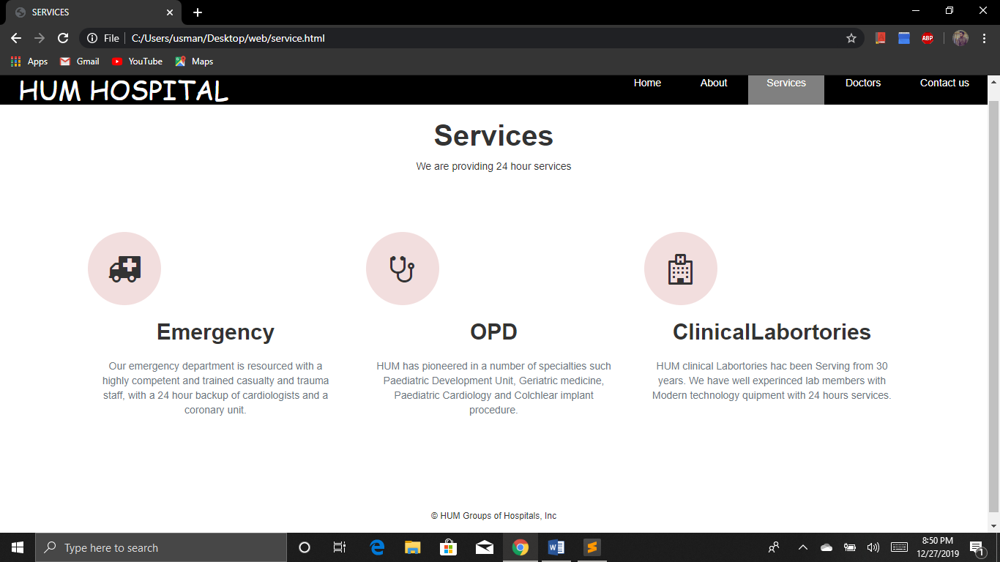 SERVICES
File
C:/Users/usman/Desktop/web/service.html
ABP
Apps
Gmail
YouTube
Maps
HUM HOSPITAL
Home
About
Services
Doctors
Contact us
Services
We are providing 24 hour services
H
Emergency
Our emergency department is resourced with a
highly competent and trained casualty and trauma
staff, with a 24 hour backup of cardiologists and a
coronary unit.
OPD
HUM has pioneered in a number of specialties such
Paediatric Development Unit, Geriatric medicine,
Paediatric Cardiology and Colchlear implant
procedure.
ClinicalLabortories
HUM clinical Labortories hac been Serving from 30
years. We have well experinced lab members with
Modern technology quipment with 24 hours services.
© HUM Groups of Hospitals, Inc
Type here to search
8:50 PM
12/27/2019
1